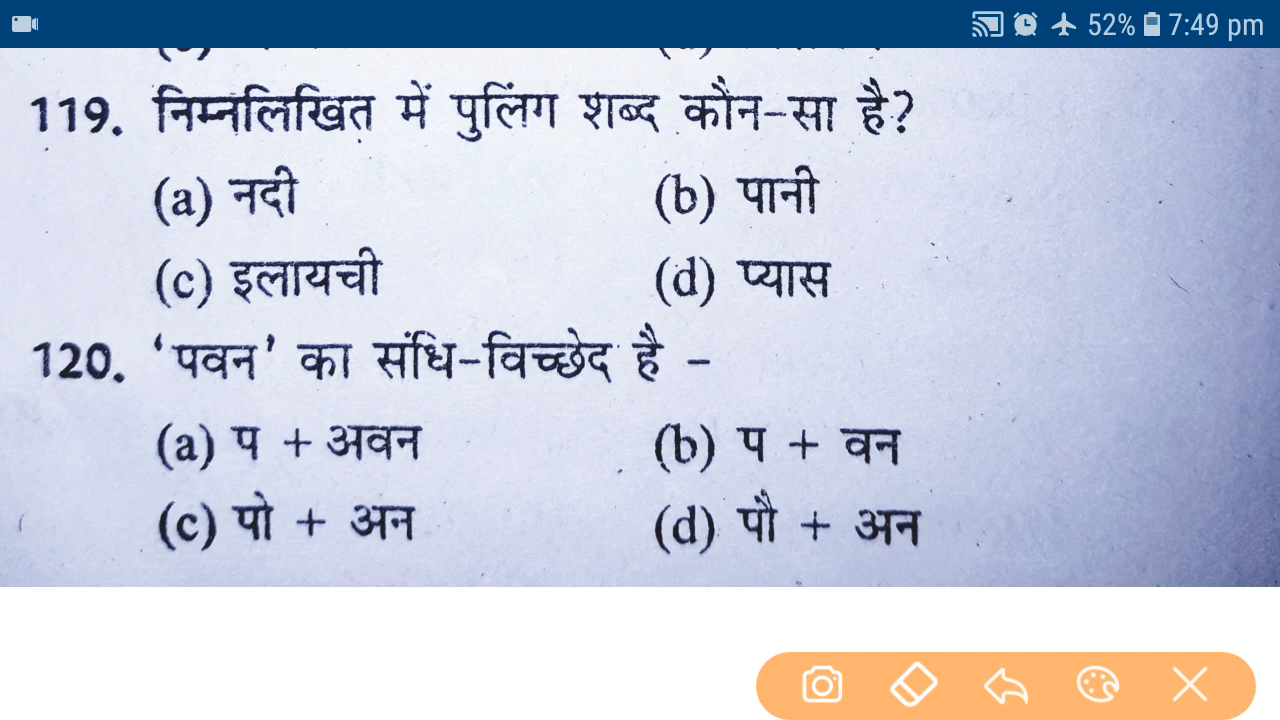 52% 7:49 pm
119. निम्नलिखित में पुलिंग शब्द कौन-सा है?
(a) नदी (b) पानी
(c) इलायची (d) प्यास
120. ‘पवन’ का संधि-विच्छेद है –
(a) प + अवन (b) प + वन
(c) पो + अन (d) पौ + अन